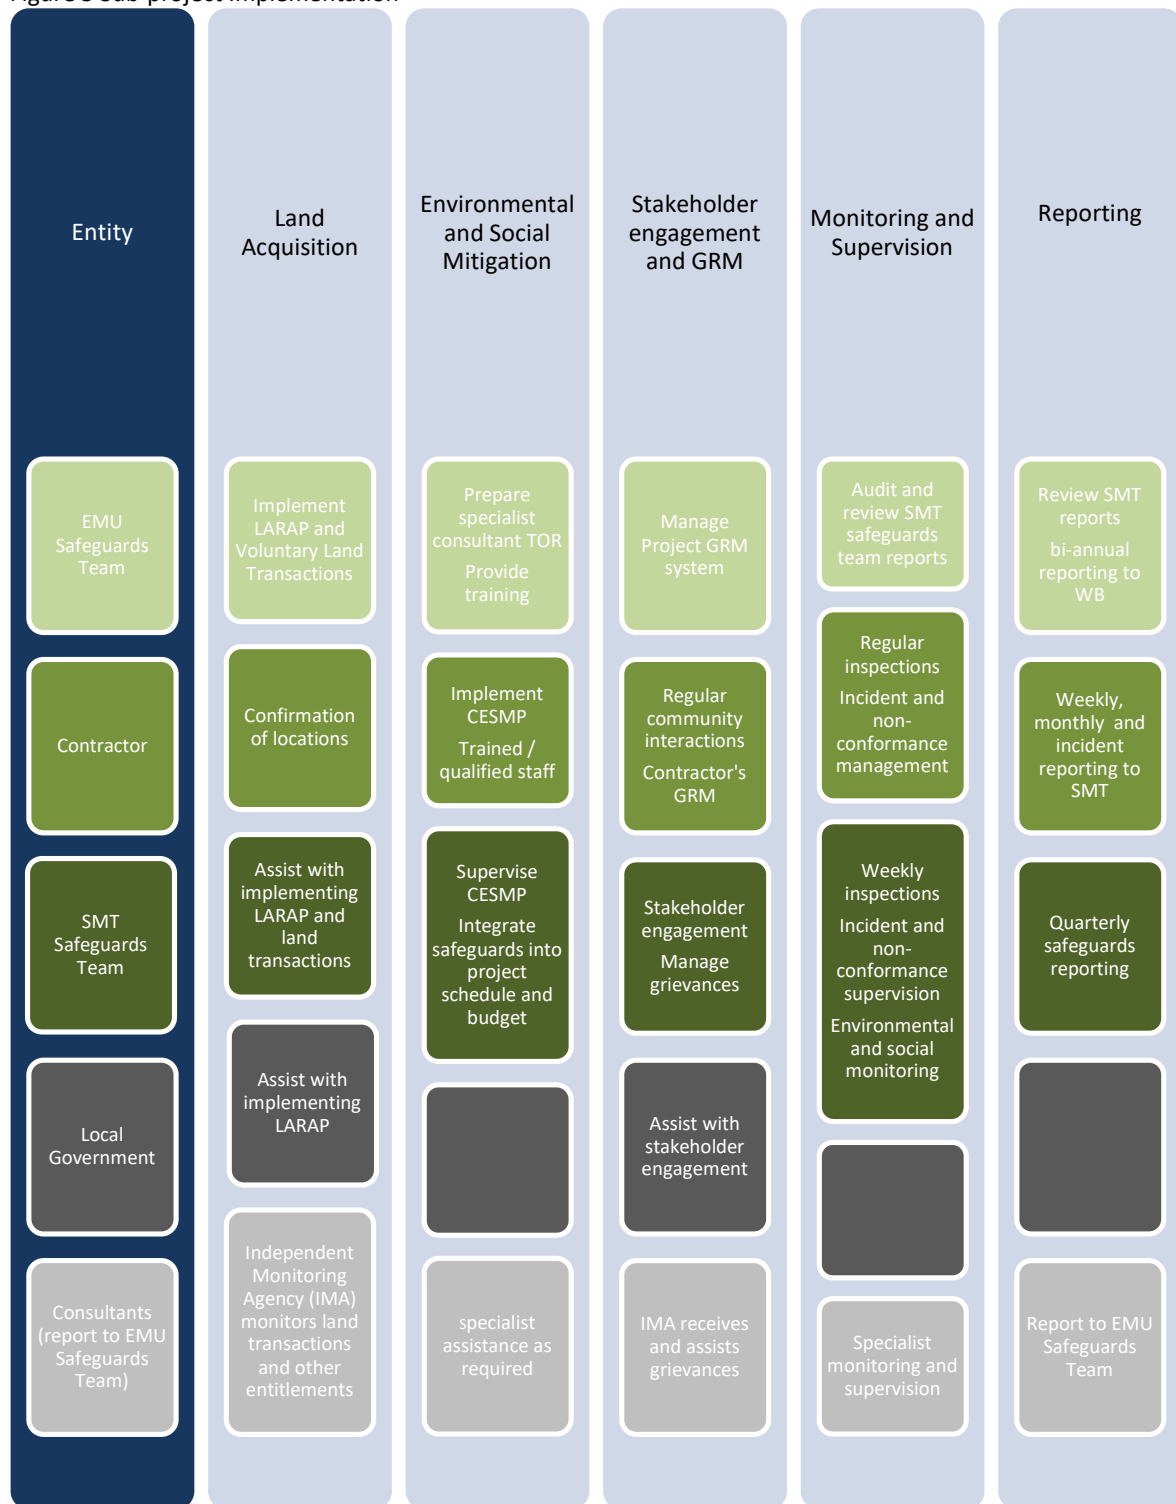 Figure 3 Sub-project implementation
Entity
EMU
Safeguards
Team
Contractor
SMT
Safeguards
Team
Local
Government
Consultants
(report to EMU
Safeguards
Team)
Land
Acquisition
Implement
LARAP and
Voluntary Land
Transactions
Confirmation
of locations
Assist with
implementing
LARAP and
land
transactions
Assist with
implementing
LARAP
Independent
Monitoring
Agency (IMA)
monitors land
transactions
and other
entitlements
Environmental
and Social
Mitigation
Prepare
specialist
consultant TOR
Provide
training
Implement
CESMP
Trained /
qualified staff
Supervise
CESMP
Integrate
safeguards into
project
schedule and
budget
specialist
assistance as
required
Stakeholder
engagement
and GRM
Manage
Project GRM
system
Regular
community
interactions
Contractor's
GRM
Stakeholder
engagement
Manage
grievances
Assist with
stakeholder
engagement
IMA receives
and assists
grievances
Monitoring and
Supervision
Audit and
review SMT
safeguards
team reports
Regular
inspections
Incident and
non-
conformance
management
Weekly
inspections
Incident and
non-
conformance
supervision
Environmental
and social
monitoring
Specialist
monitoring and
supervision
Reporting
Review SMT
reports
bi-annual
reporting to
WB
Weekly,
monthly and
incident
reporting to
SMT
Quarterly
safeguards
reporting
Report to EMU
Safeguards
Team